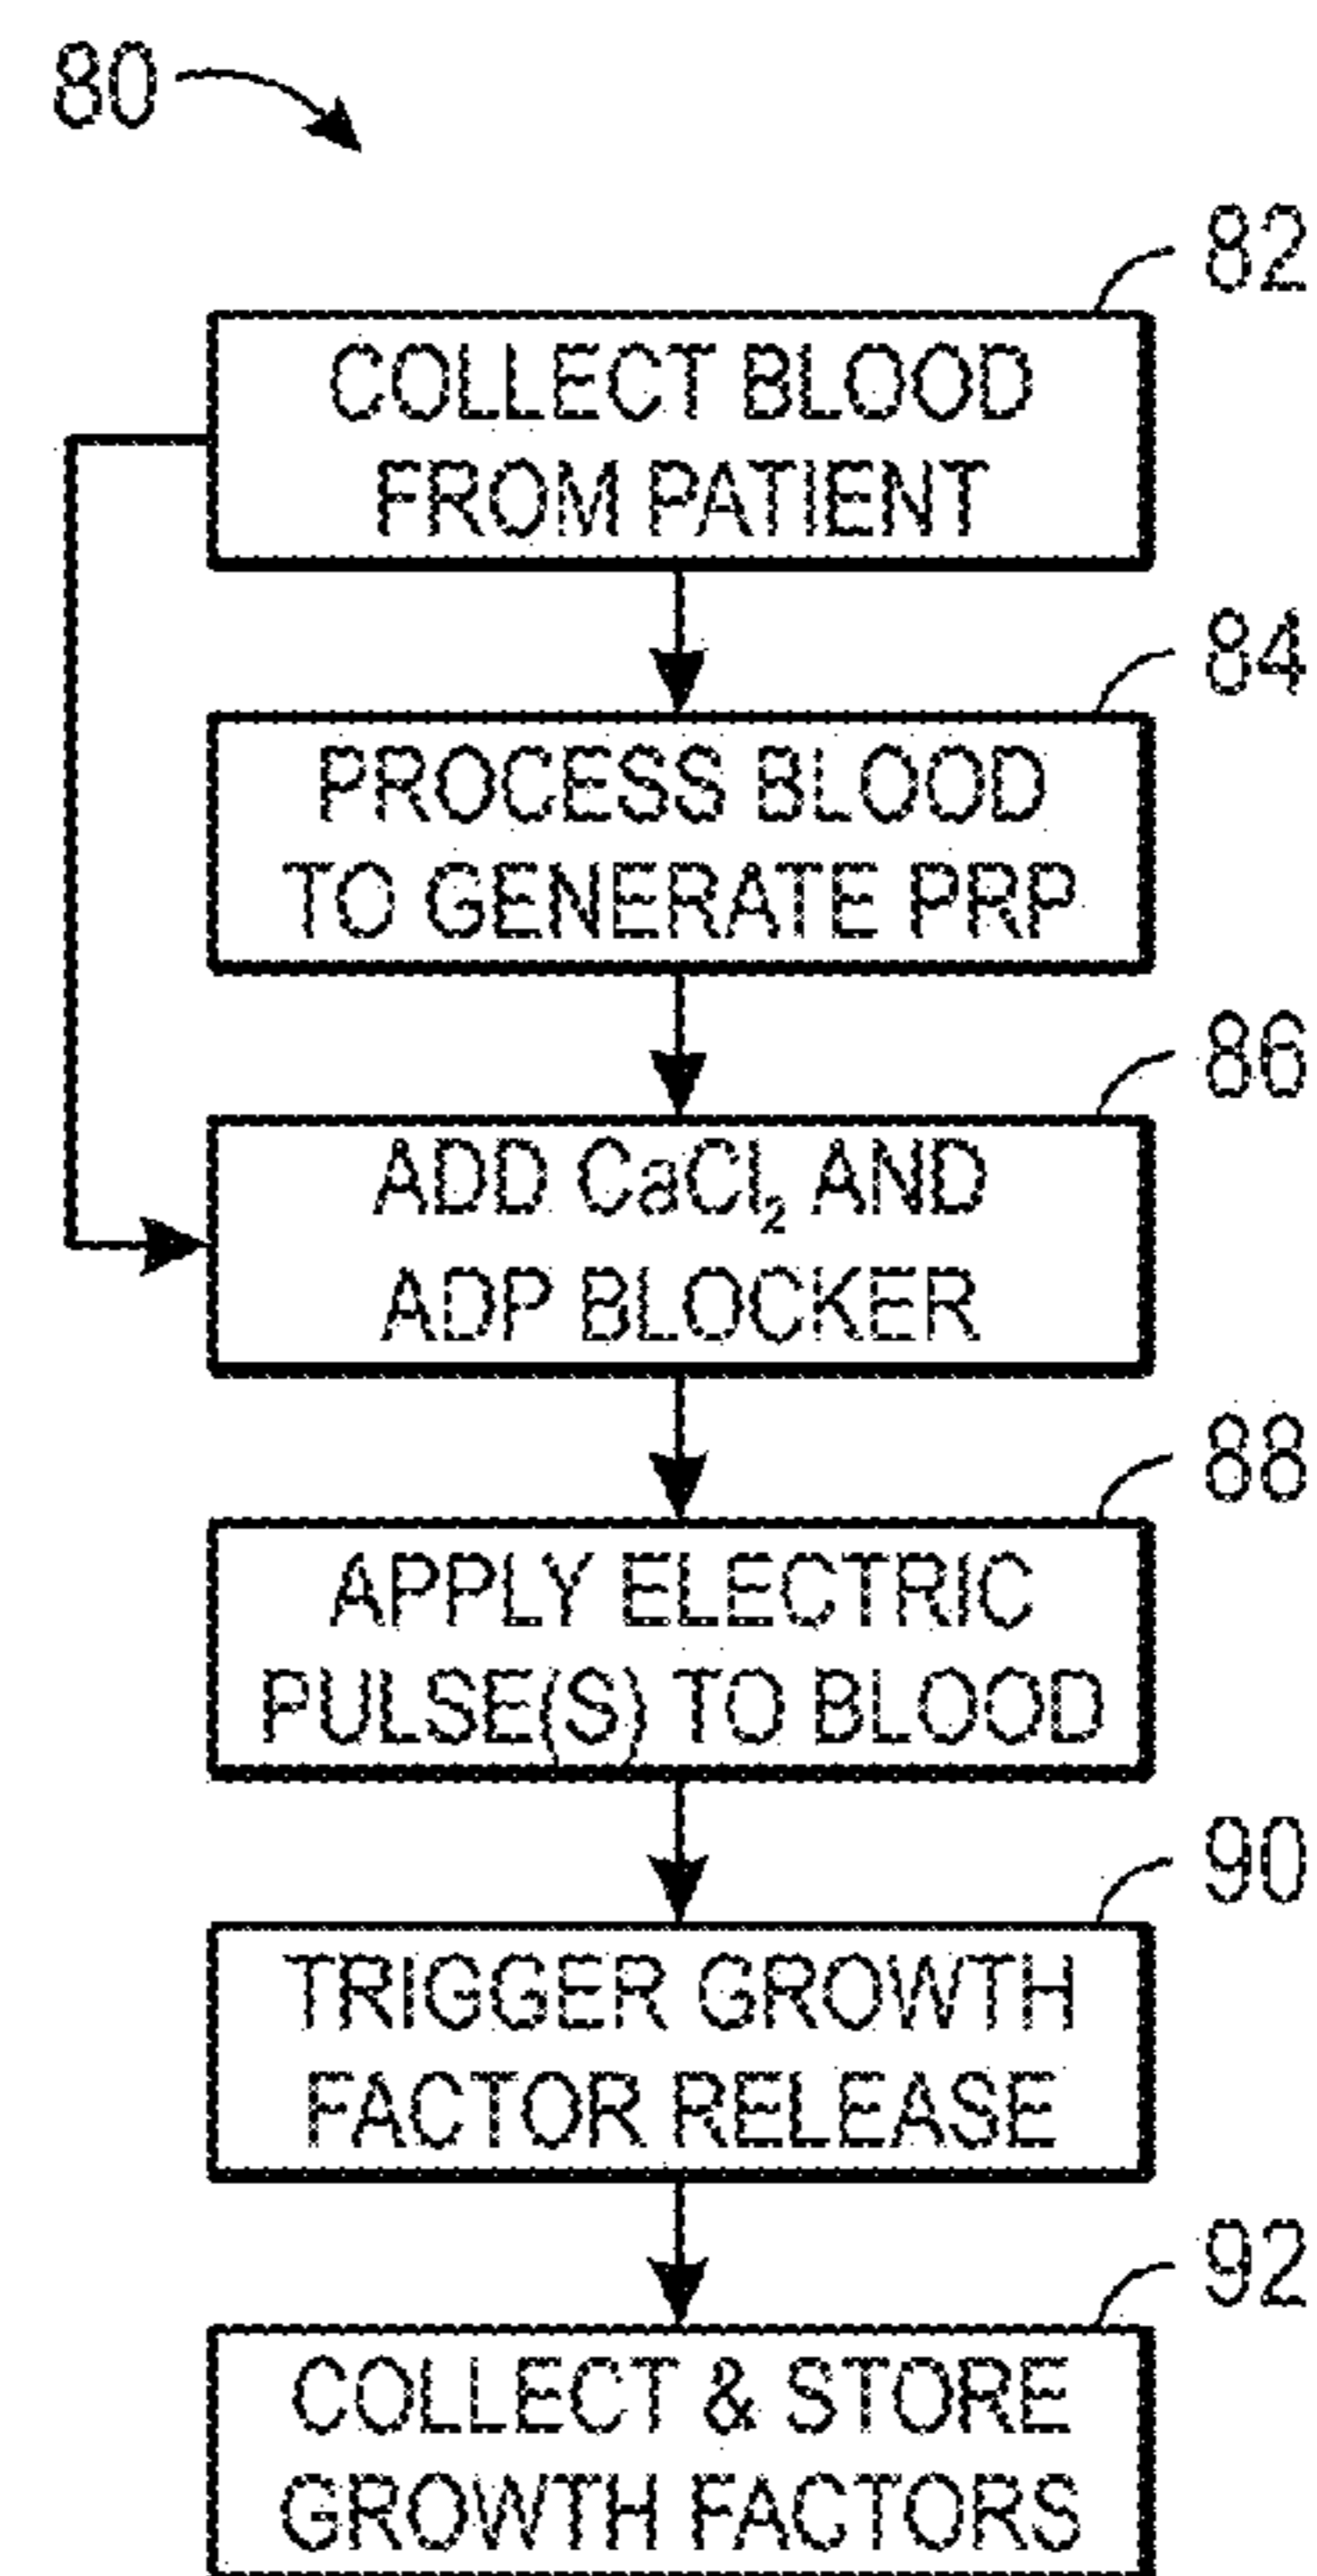 80
82
COLLECT BLOOD
FROM PATIENT
84
PROCESS BLOOD
TO GENERATE PRP
86
ADD CaCl₂ AND
ADP BLOCKER
88
APPLY ELECTRIC
PULSE(S) TO BLOOD
90
TRIGGER GROWTH
FACTOR RELEASE
92
COLLECT & STORE
GROWTH FACTORS